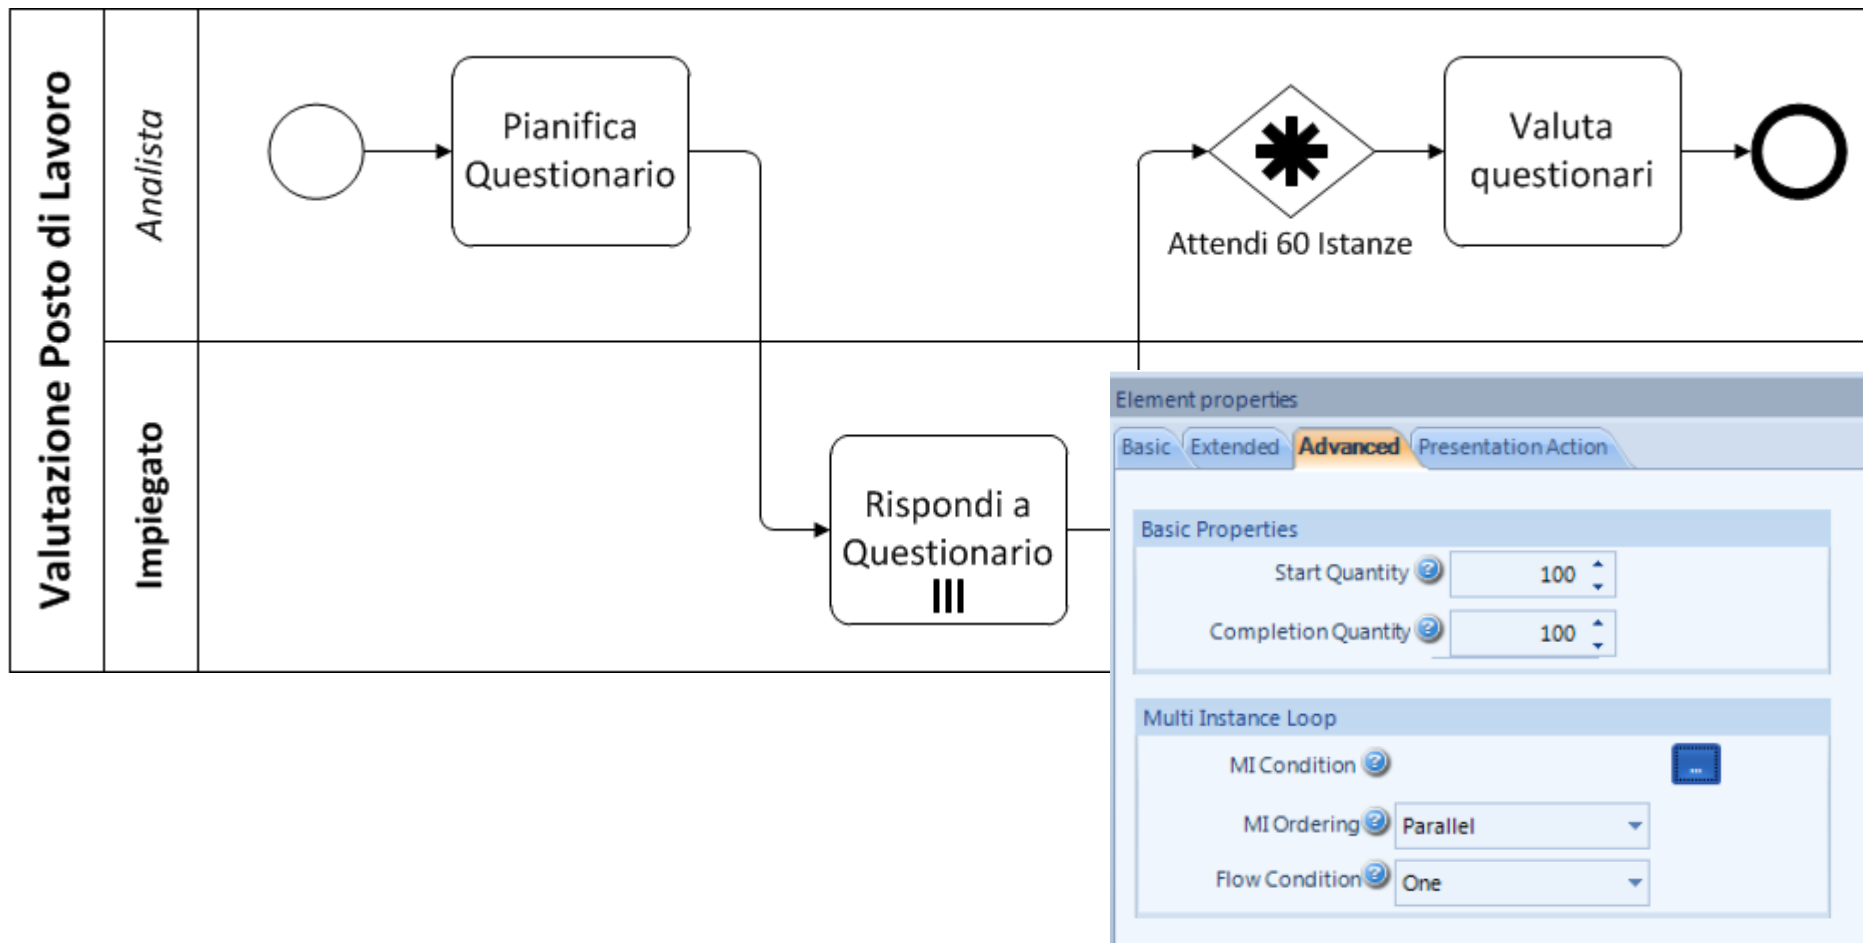 Valutazione Posto di Lavoro
Analista
Pianifica
Questionario
Attendi 60 Istanze
Valuta
questionari
Impiegato
Rispondi a
Questionario
Element properties
Basic Extended Advanced Presentation Action
Basic Properties
Start Quantity ? 100
Completion Quantity ? 100
Multi Instance Loop
MI Condition ? ...
MI Ordering ? Parallel
Flow Condition ? One